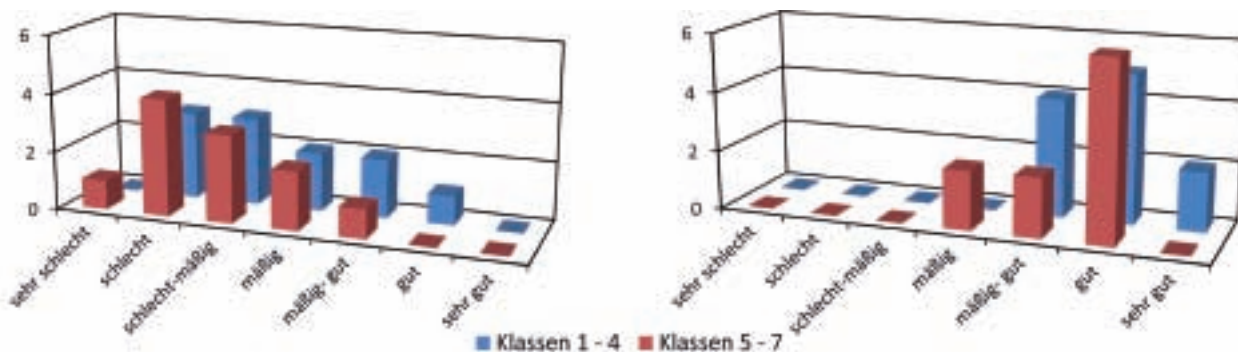 6
4
2
0
sehr schlecht
schlecht
schlecht-mäßig
mäßig
mäßig- gut
gut
sehr gut
6
4
2
0
sehr schlecht
schlecht
schlecht-mäßig
mäßig
mäßig- gut
gut
sehr gut
Klassen 1 - 4 Klassen 5 - 7